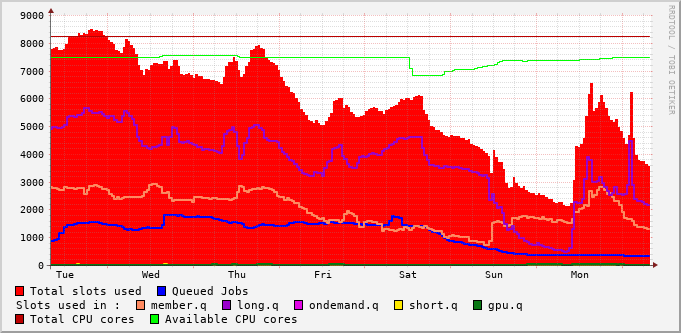 9000
8000
7000
6000
5000
4000
3000
2000
1000
0
Tue Wed Thu Fri Sat Sun Mon
RRDTOOL / TOBI OETIKER
Total slots used Queued Jobs
Slots used in : member.q long.q ondemand.q short.q gpu.q
Total CPU cores Available CPU cores